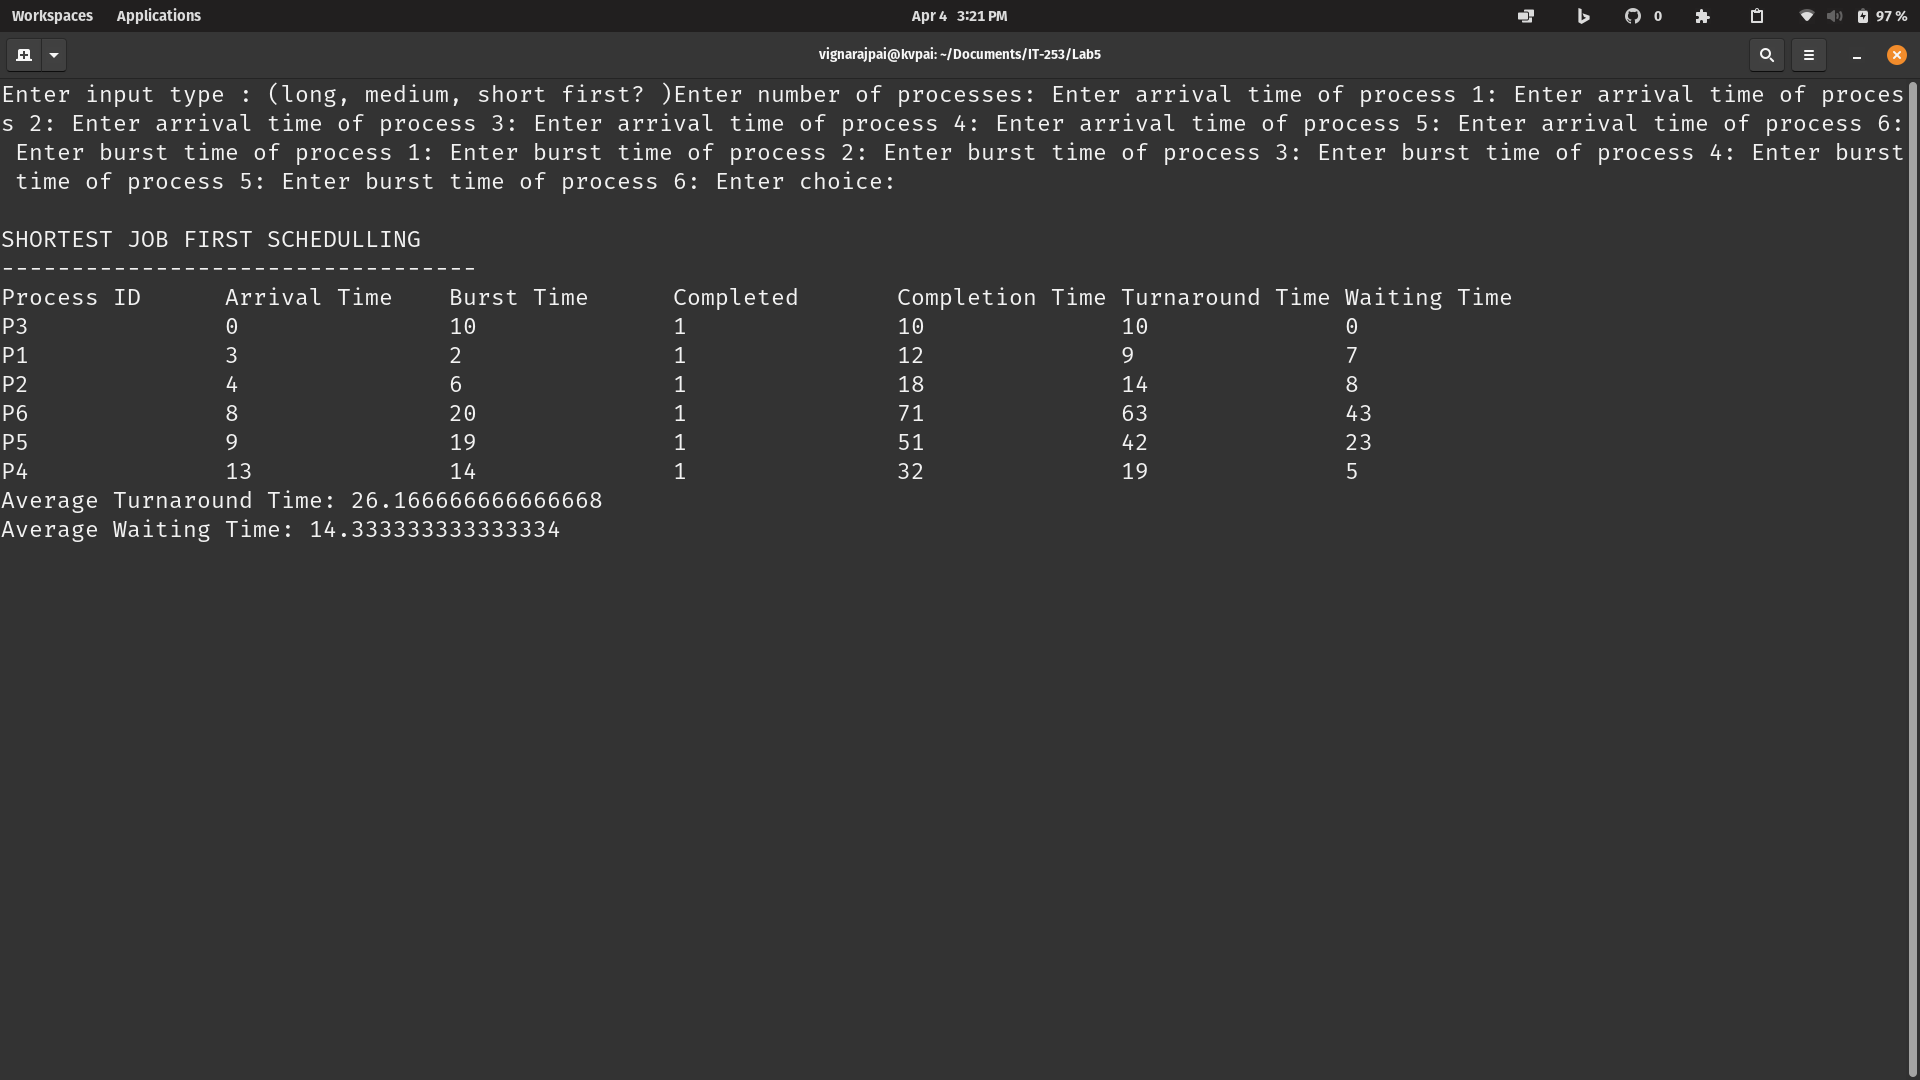 Workspaces Applications Apr 4 3:21 PM 0 97 %
vignarajpai@kvpai: ~/Documents/IT-253/Lab5
Enter input type : (long, medium, short first? )Enter number of processes: Enter arrival time of process 1: Enter arrival time of proces
s 2: Enter arrival time of process 3: Enter arrival time of process 4: Enter arrival time of process 5: Enter arrival time of process 6:
 Enter burst time of process 1: Enter burst time of process 2: Enter burst time of process 3: Enter burst time of process 4: Enter burst
 time of process 5: Enter burst time of process 6: Enter choice:
SHORTEST JOB FIRST SCHEDULLING
----------------------------------
Process ID Arrival Time Burst Time Completed Completion Time Turnaround Time Waiting Time
P3 0 10 1 10 10 0
P1 3 2 1 12 9 7
P2 4 6 1 18 14 8
P6 8 20 1 71 63 43
P5 9 19 1 51 42 23
P4 13 14 1 32 19 5
Average Turnaround Time: 26.166666666666668
Average Waiting Time: 14.333333333333334